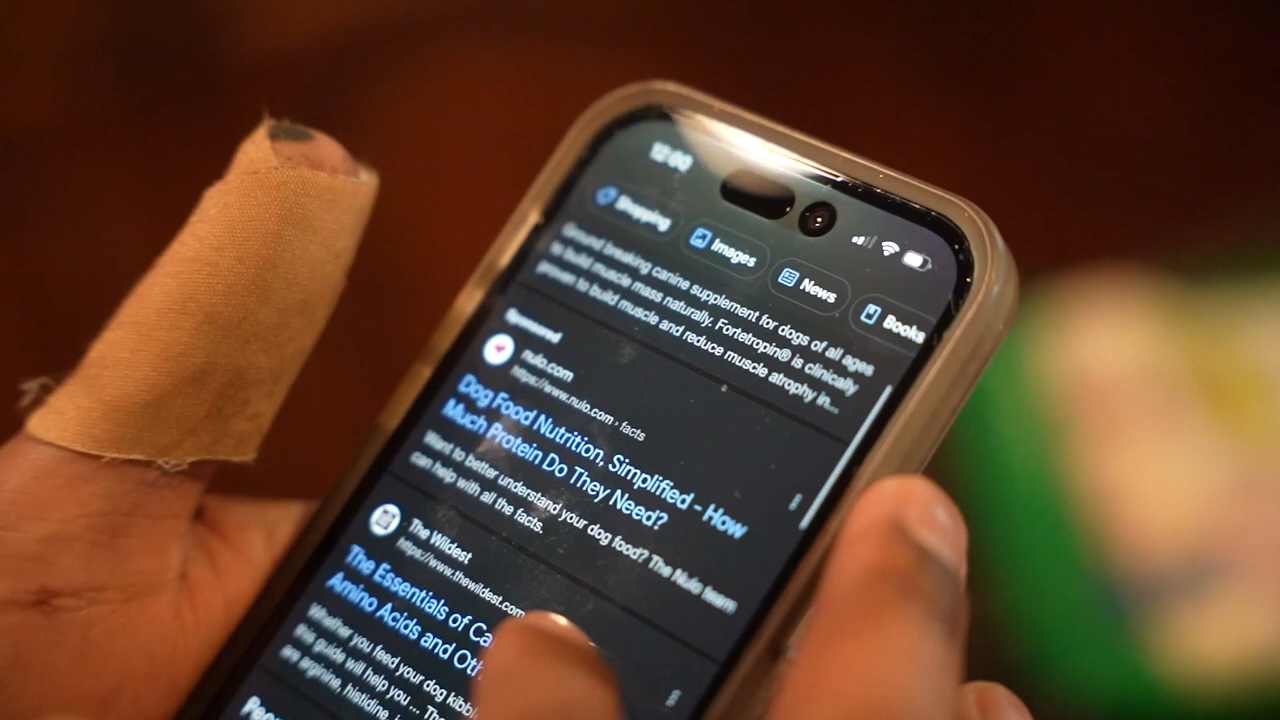 12:00
Shopping
Images
News
Books
Ground breaking canine supplement for dogs of all ages
to build muscle mass naturally. Fortetropin® is clinically
proven to build muscle and reduce muscle atrophy in...
Sponsored
nulo.com
https://www.nulo.com › facts
Dog Food Nutrition, Simplified - How
Much Protein Do They Need?
Want to better understand your dog food? The Nulo team
can help with all the facts.
The Wildest
https://www.thewildest.com
The Essentials of Ca
Amino Acids and Oth
Whether you feed your dog kibbl
this guide will help you ... The
are arginine, histidine,
Peop